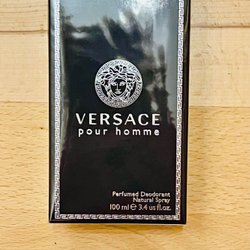 VERSACE
pour homme
Perfumed Deodorant
Natural Spray
100 ml ℮ 3.4 us fl.oz.